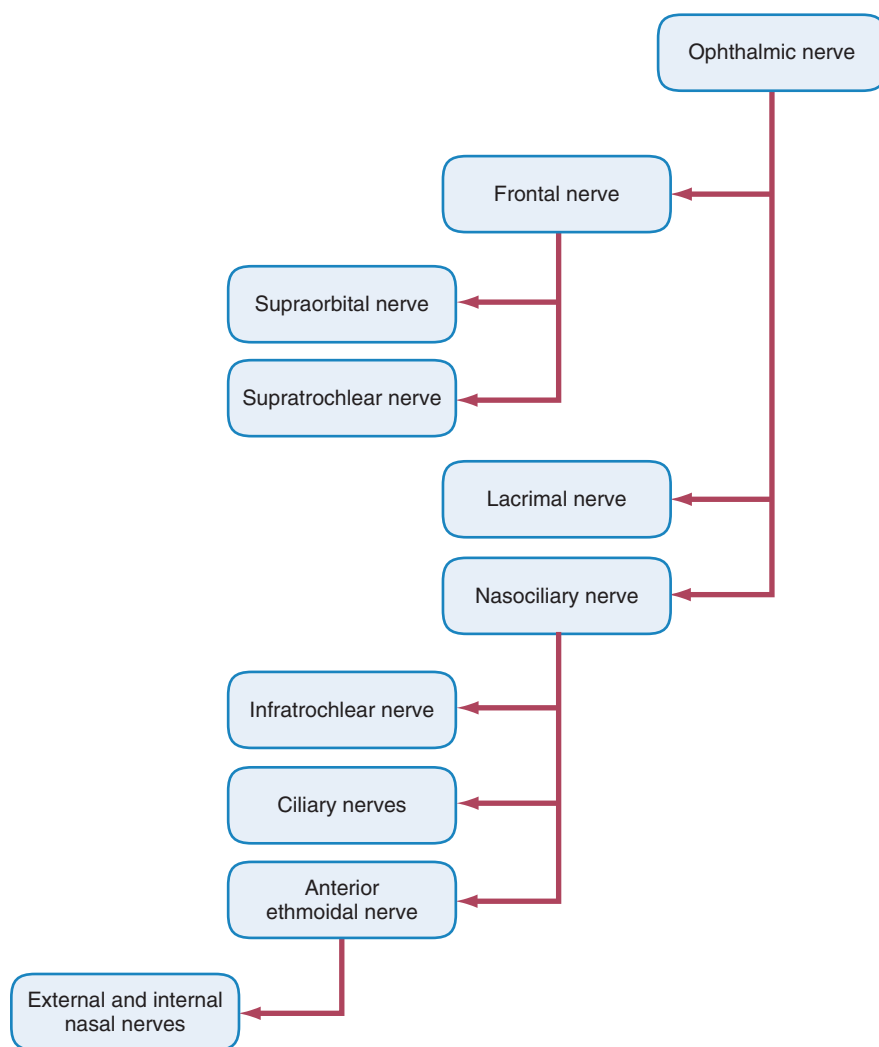 Ophthalmic nerve
Frontal nerve
Supraorbital nerve
Supratrochlear nerve
Lacrimal nerve
Nasociliary nerve
Infratrochlear nerve
Ciliary nerves
Anterior
ethmoidal nerve
External and internal
nasal nerves